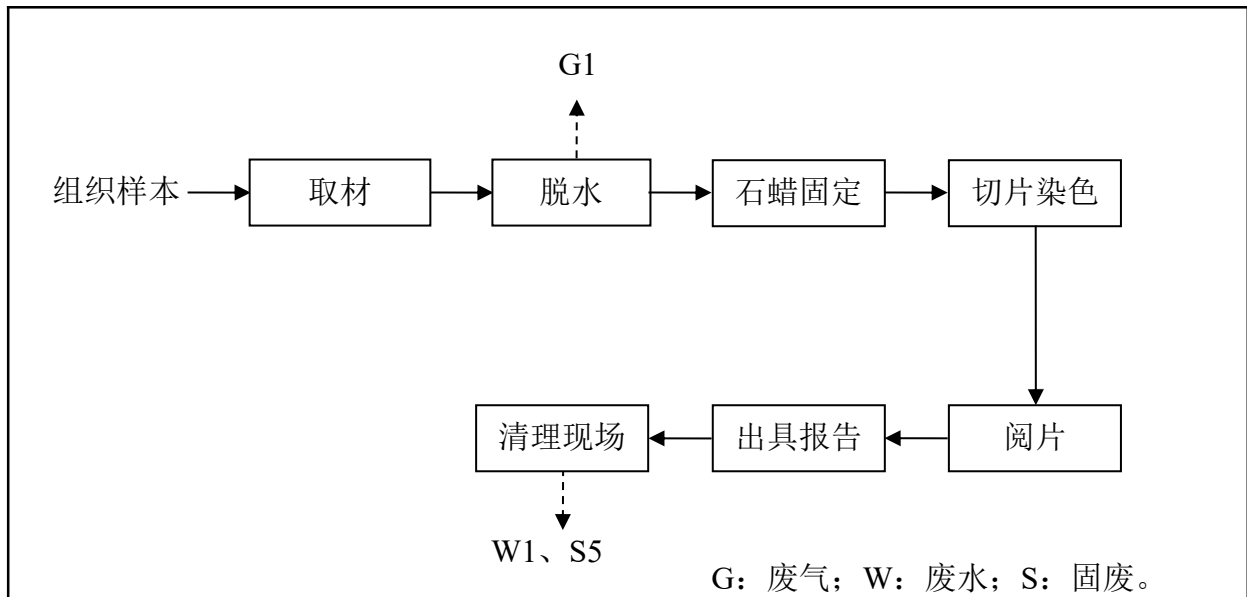 G1
组织样本
取材
脱水
石蜡固定
切片染色
清理现场
出具报告
阅片
W1、S5
G：废气；W：废水；S：固废。